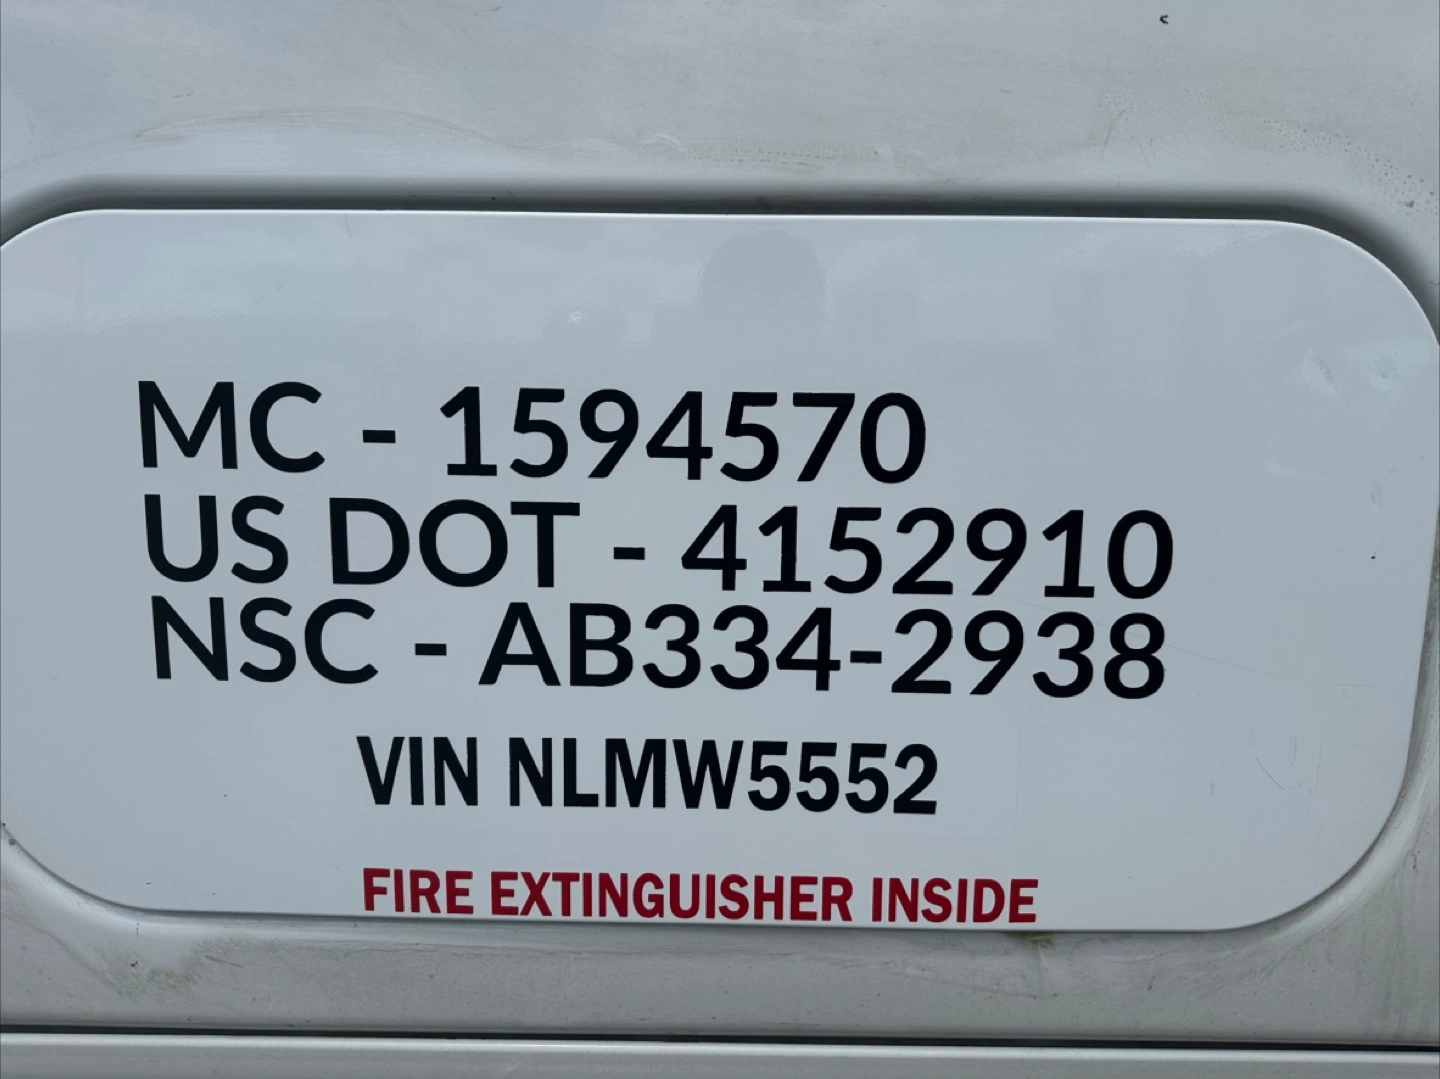 MC - 1594570
US DOT - 4152910
NSC - AB334-2938
VIN NLMW5552
FIRE EXTINGUISHER INSIDE